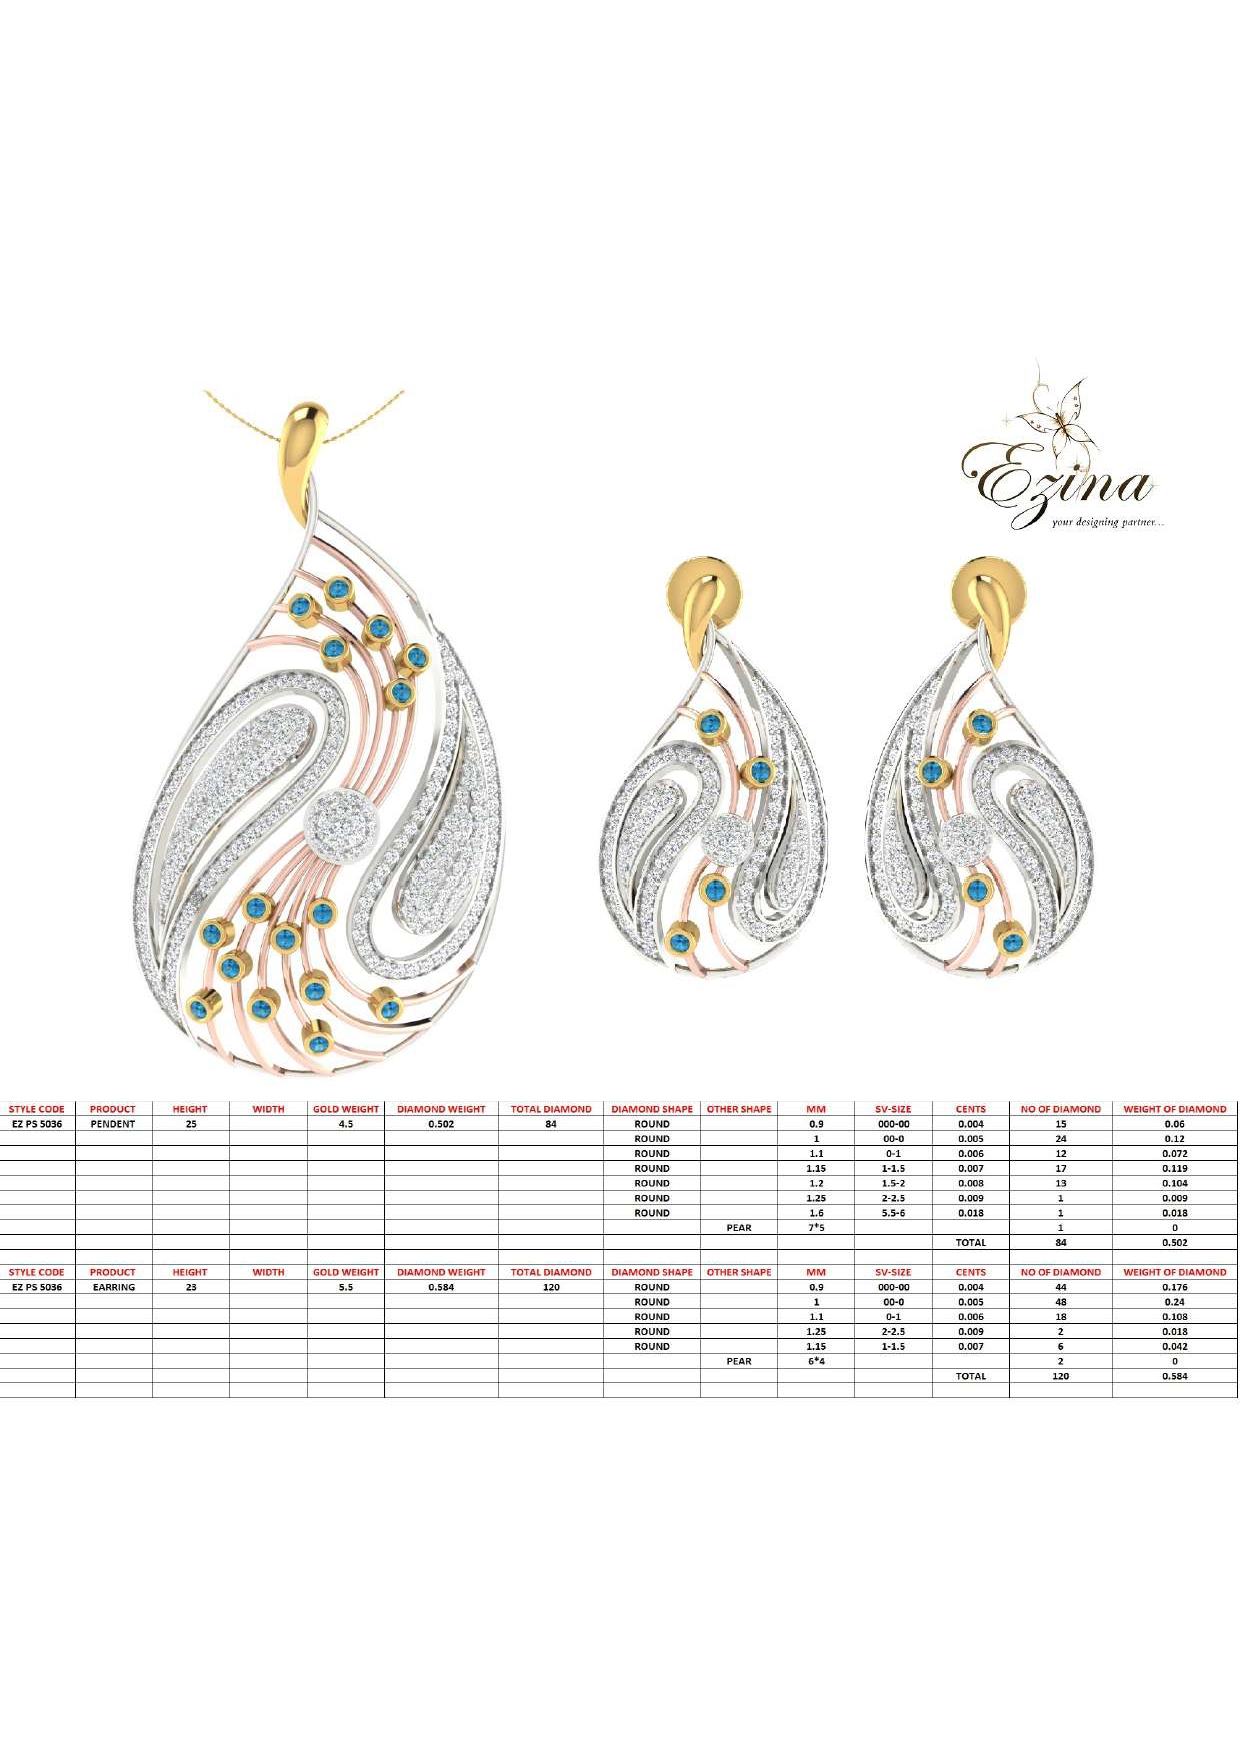 Ezina
your designing partner...
STYLE CODE PRODUCT HEIGHT WIDTH GOLD WEIGHT DIAMOND WEIGHT TOTAL DIAMOND DIAMOND SHAPE OTHER SHAPE MM SV-SIZE CENTS NO OF DIAMOND WEIGHT OF DIAMOND
EZ PS 5036 PENDENT 25 4.5 0.502 84 ROUND 0.9 000-00 0.004 15 0.06
ROUND 1 00-0 0.005 24 0.12
ROUND 1.1 0-1 0.006 12 0.072
ROUND 1.15 1-1.5 0.007 17 0.119
ROUND 1.2 1.5-2 0.008 13 0.104
ROUND 1.25 2-2.5 0.009 1 0.009
ROUND 1.6 5.5-6 0.018 1 0.018
PEAR 7*5 1 0
TOTAL 84 0.502
STYLE CODE PRODUCT HEIGHT WIDTH GOLD WEIGHT DIAMOND WEIGHT TOTAL DIAMOND DIAMOND SHAPE OTHER SHAPE MM SV-SIZE CENTS NO OF DIAMOND WEIGHT OF DIAMOND
EZ PS 5036 EARRING 23 5.5 0.584 120 ROUND 0.9 000-00 0.004 44 0.176
ROUND 1 00-0 0.005 48 0.24
ROUND 1.1 0-1 0.006 18 0.108
ROUND 1.25 2-2.5 0.009 2 0.018
ROUND 1.15 1-1.5 0.007 6 0.042
PEAR 6*4 2 0
TOTAL 120 0.584